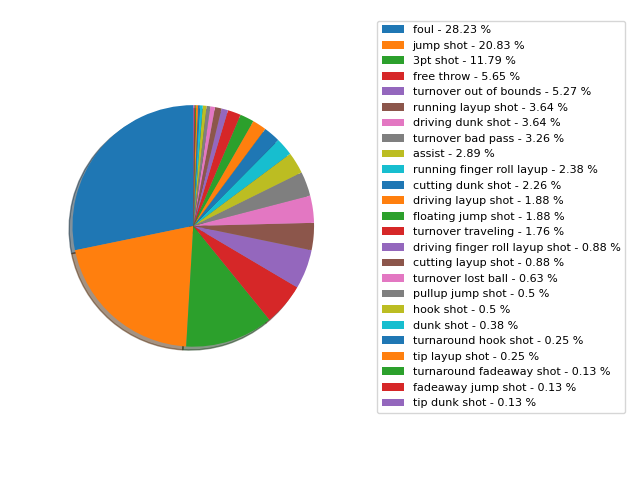 foul - 28.23 %
jump shot - 20.83 %
3pt shot - 11.79 %
free throw - 5.65 %
turnover out of bounds - 5.27 %
running layup shot - 3.64 %
driving dunk shot - 3.64 %
turnover bad pass - 3.26 %
assist - 2.89 %
running finger roll layup - 2.38 %
cutting dunk shot - 2.26 %
driving layup shot - 1.88 %
floating jump shot - 1.88 %
turnover traveling - 1.76 %
driving finger roll layup shot - 0.88 %
cutting layup shot - 0.88 %
turnover lost ball - 0.63 %
pullup jump shot - 0.5 %
hook shot - 0.5 %
dunk shot - 0.38 %
turnaround hook shot - 0.25 %
tip layup shot - 0.25 %
turnaround fadeaway shot - 0.13 %
fadeaway jump shot - 0.13 %
tip dunk shot - 0.13 %